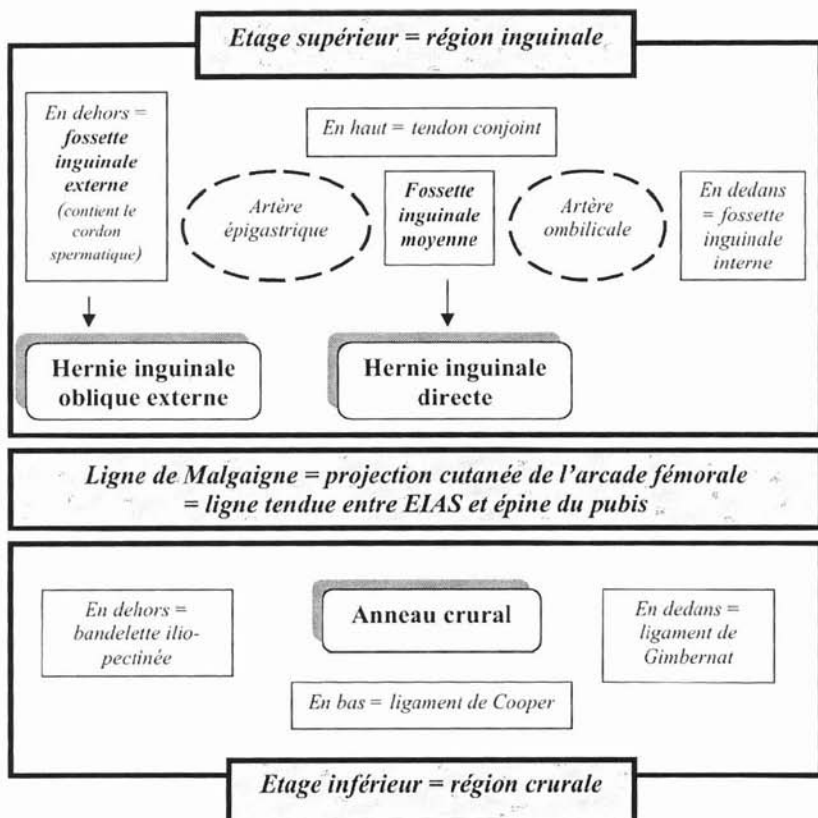 Etage supérieur = région inguinale
En dehors =
fossette
inguinale
externe
(contient le
cordon
spermatique)
En haut = tendon conjoint
Artère
épigastrique
Fossette
inguinale
moyenne
Artère
ombilicale
En dedans
= fossette
inguinale
interne
Hernie inguinale
oblique externe
Hernie inguinale
directe
Ligne de Malgaigne = projection cutanée de l'arcade fémorale
= ligne tendue entre EIAS et épine du pubis
En dehors =
bandelette ilio-
pectinée
Anneau crural
En dedans =
ligament de
Gimbernat
En bas = ligament de Cooper
Etage inférieur = région crurale